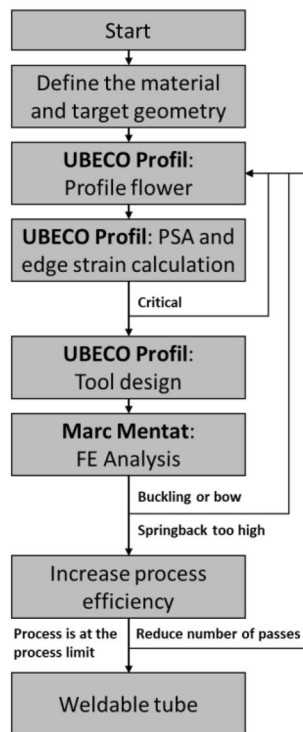 Start
Define the material
and target geometry
UBECO Profil:
Profile flower
UBECO Profil: PSA and
edge strain calculation
Critical
UBECO Profil:
Tool design
Marc Mentat:
FE Analysis
Buckling or bow
Springback too high
Increase process
efficiency
Process is at the
process limit
Reduce number of passes
Weldable tube